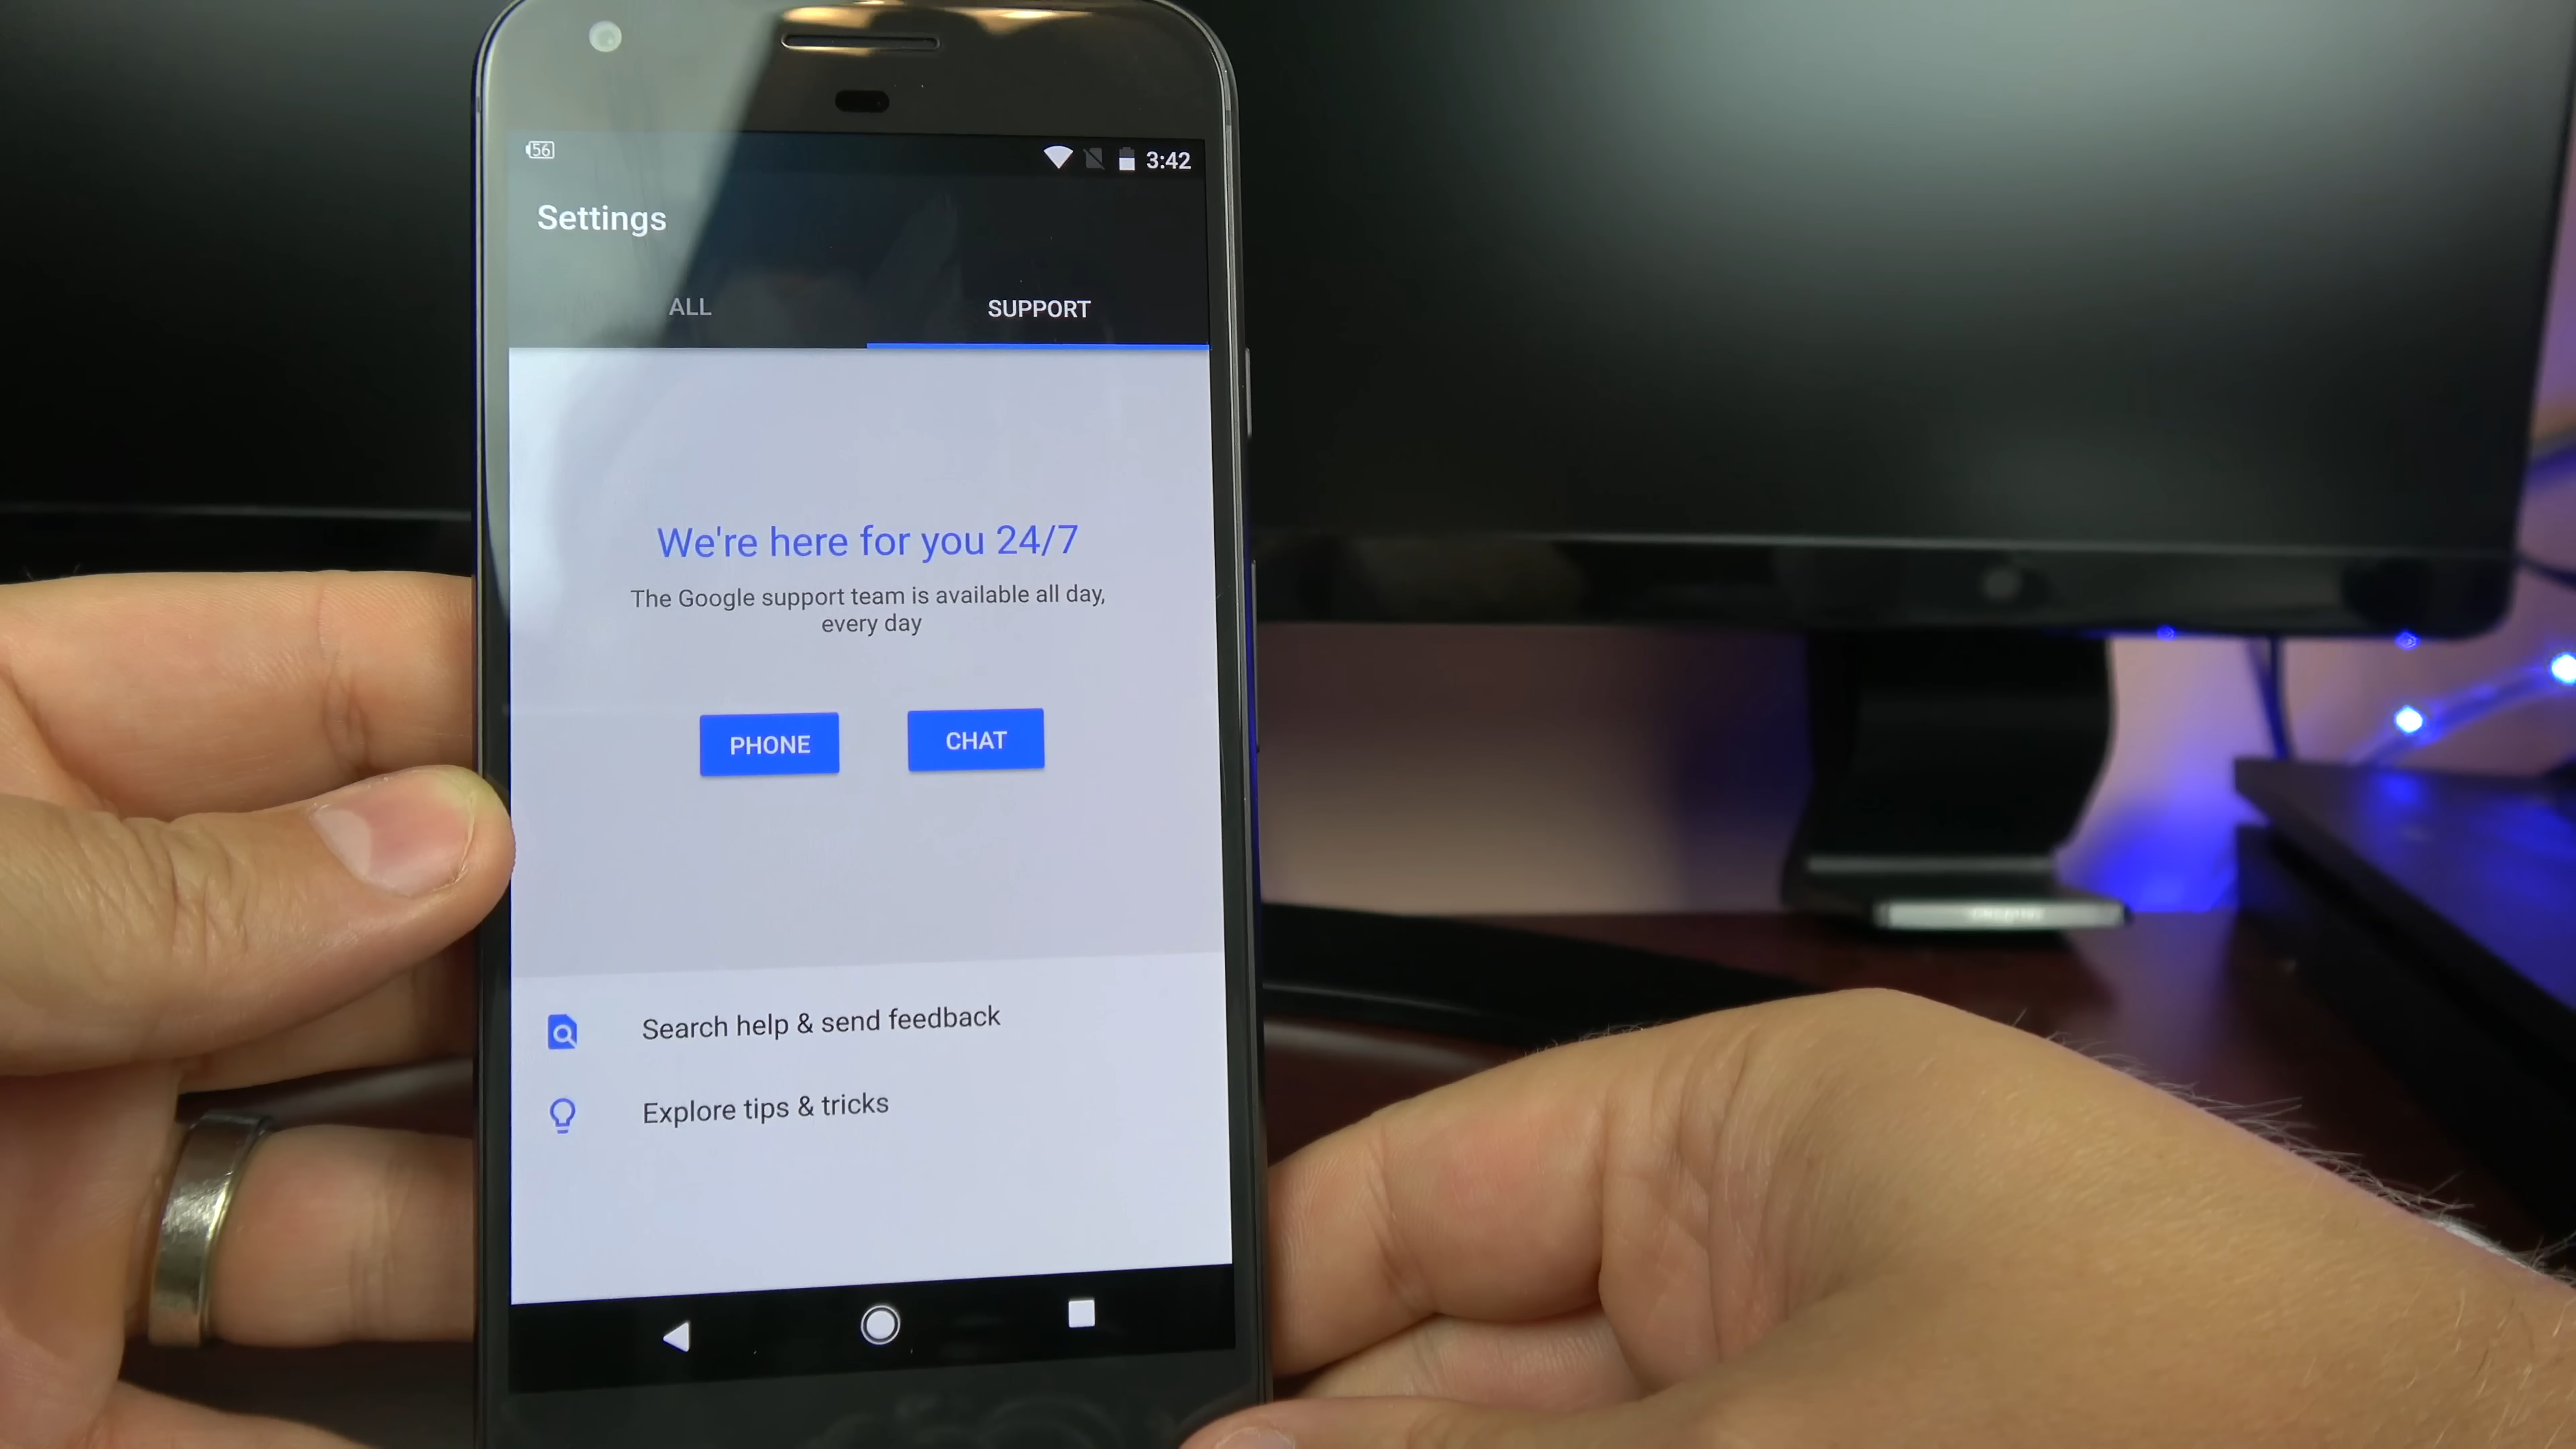 56
3:42
Settings
ALL
SUPPORT
We're here for you 24/7
The Google support team is available all day,
every day
PHONE
CHAT
Search help & send feedback
Explore tips & tricks